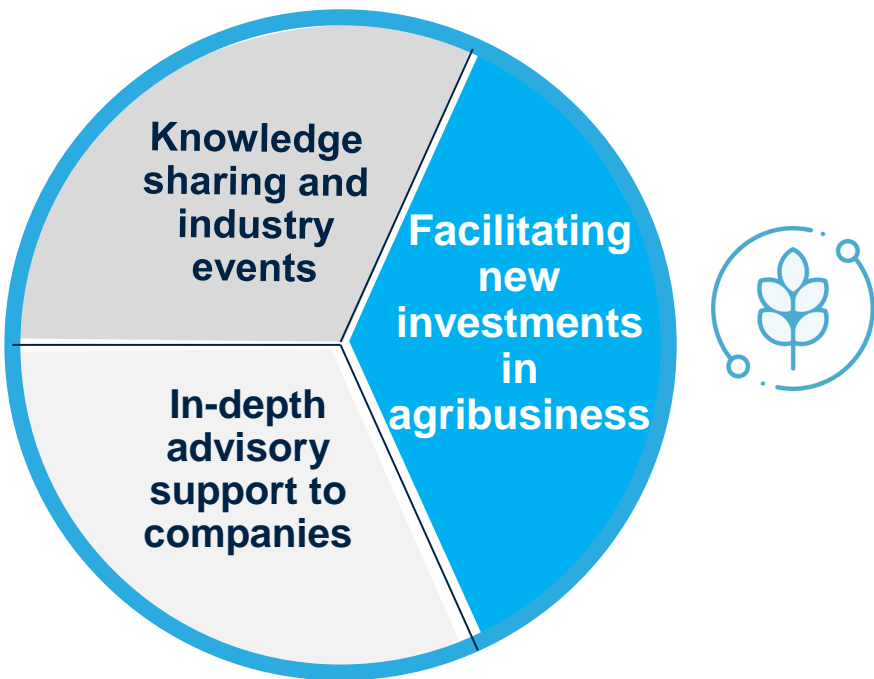 Knowledge
sharing and
industry
events
Facilitating
new
investments
in
agribusiness
In-depth
advisory
support to
companies